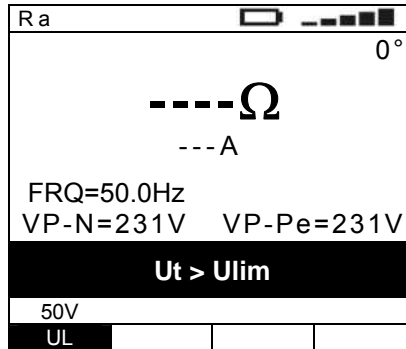 Ra
0°
----Ω
---A
FRQ=50.0Hz
VP-N=231V VP-Pe=231V
Ut > Ulim
50V
UL